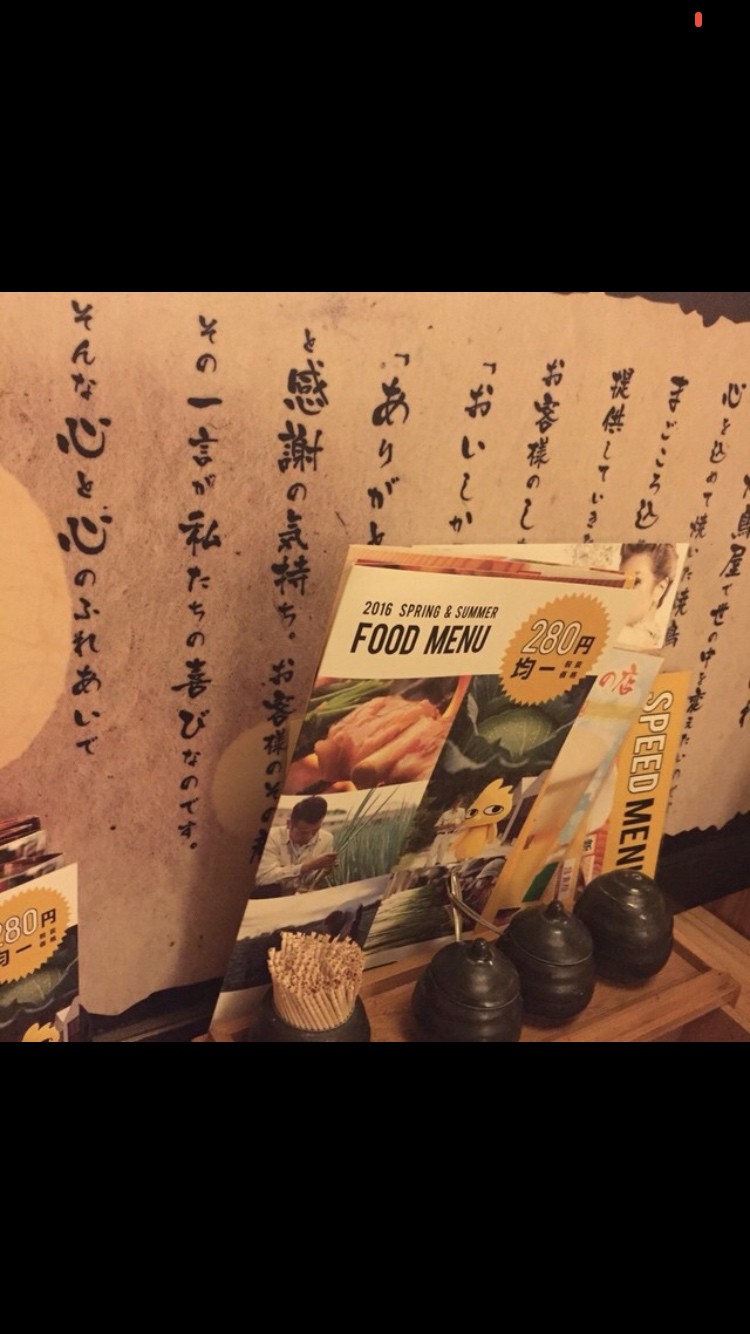 心を込めて焼いた焼鳥
屋で世の中を変えたいの
まごころ込
提供していき
お客様のし
「おいしか
「ありがと
と感謝の気持ち。お客様のその
その一言が私たちの喜びなのです。
そんな心と心のふれあいで
2016 SPRING & SUMMER
FOOD MENU
280円
均一
の店
SPEED MEN
280円
均一